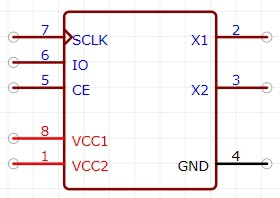 7 SCLK X1 2
6 IO
5 CE X2 3
8 VCC1
1 VCC2 GND 4